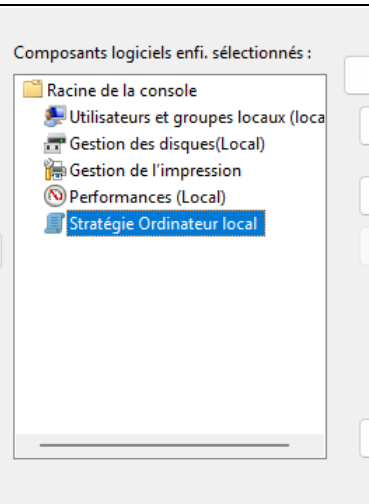 Composants logiciels enfi. sélectionnés :
Racine de la console
Utilisateurs et groupes locaux (loca
Gestion des disques(Local)
Gestion de l'impression
Performances (Local)
Stratégie Ordinateur local